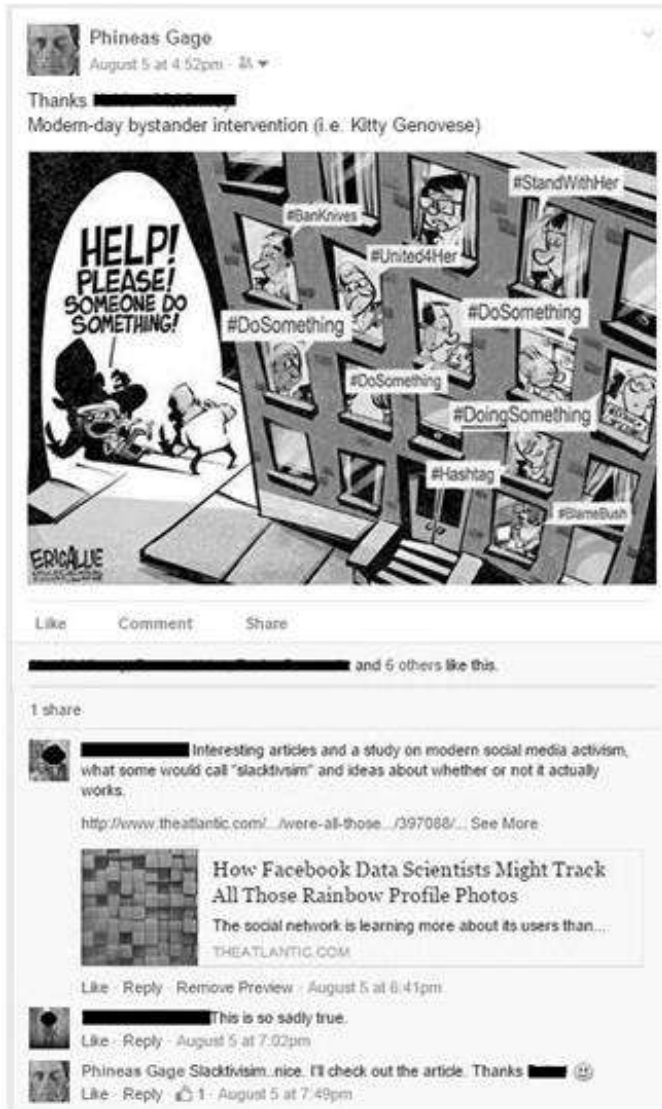 Phineas Gage
August 5 at 4:52pm
Thanks
Modern-day bystander intervention (i.e. Kitty Genovese)
#StandWithHer
#BanKnives
#United4Her
HELP!
PLEASE!
SOMEONE DO
SOMETHING!
#DoSomething
#DoSomething
#DoSomething
#DoingSomething
#Hashtag
#BlameBush
ERICALLIE
Like Comment Share
and 6 others like this.
1 share
Interesting articles and a study on modern social media activism,
what some would call "slacktivsim" and ideas about whether or not it actually
works.
http://www.theatlantic.com/.../were-all-those.../397088/... See More
How Facebook Data Scientists Might Track
All Those Rainbow Profile Photos
The social network is learning more about its users than...
THEATLANTIC.COM
Like · Reply · Remove Preview · August 5 at 6:41pm
This is so sadly true.
Like · Reply · August 5 at 7:02pm
Phineas Gage Slacktivisim..nice. I'll check out the article. Thanks
Like · Reply · 1 · August 5 at 7:49pm